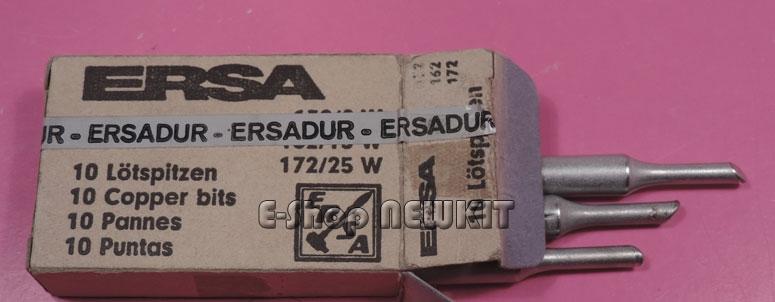 ERSA
UR - ERSADUR - ERSADUR - ERSADUR
172/25 W
10 Lötspitzen
10 Copper bits
10 Pannes
10 Puntas
E
R
S
A
E-Shop NEWKIT
162
172
ERSA
10 Lötspitzen